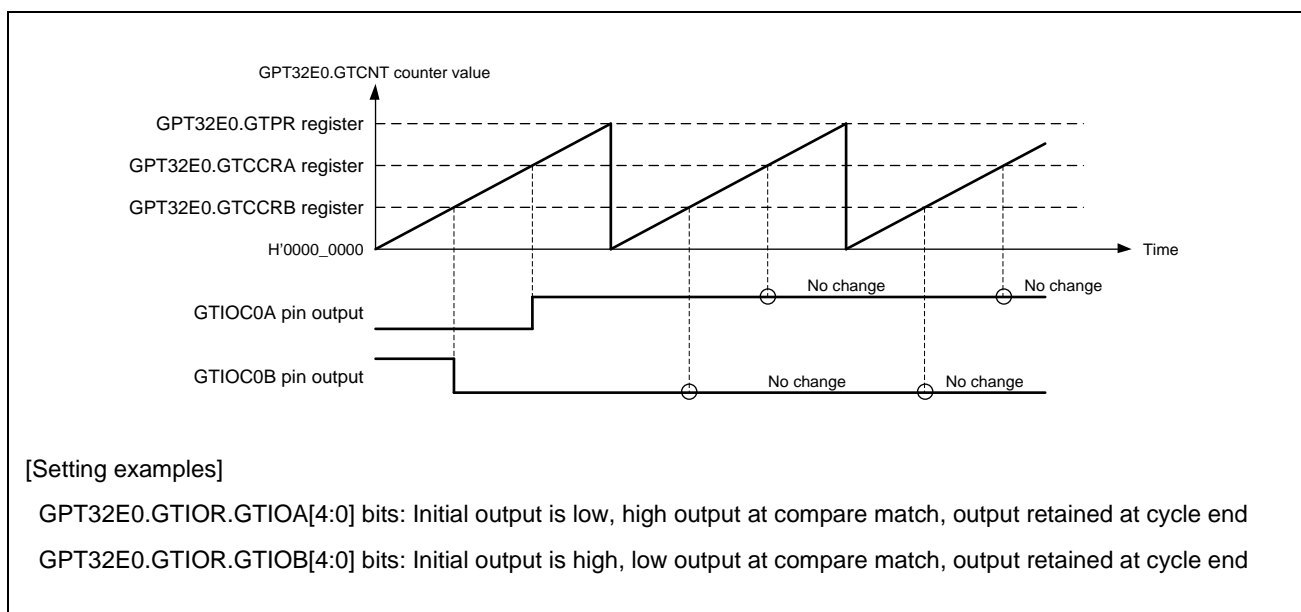 GPT32E0.GTCNT counter value
GPT32E0.GTPR register
GPT32E0.GTCCRA register
GPT32E0.GTCCRB register
H'0000_0000
Time
No change
No change
GTIOC0A pin output
GTIOC0B pin output
No change
No change
[Setting examples]
GPT32E0.GTIOR.GTIOA[4:0] bits: Initial output is low, high output at compare match, output retained at cycle end
GPT32E0.GTIOR.GTIOB[4:0] bits: Initial output is high, low output at compare match, output retained at cycle end